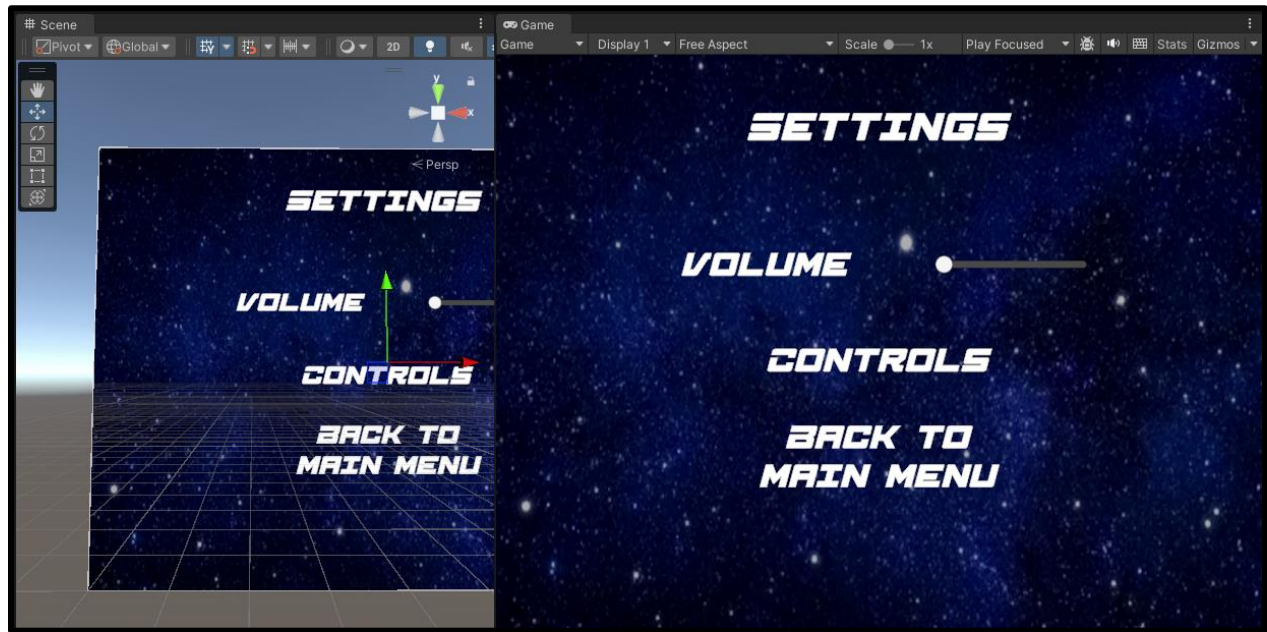 Scene
Pivot Global 2D
y
x
Persp
SETTINGS
VOLUME
CONTROLS
BACK TO
MAIN MENU
Game
Game Display 1 Free Aspect Scale 1x Play Focused Stats Gizmos
SETTINGS
VOLUME
CONTROLS
BACK TO
MAIN MENU